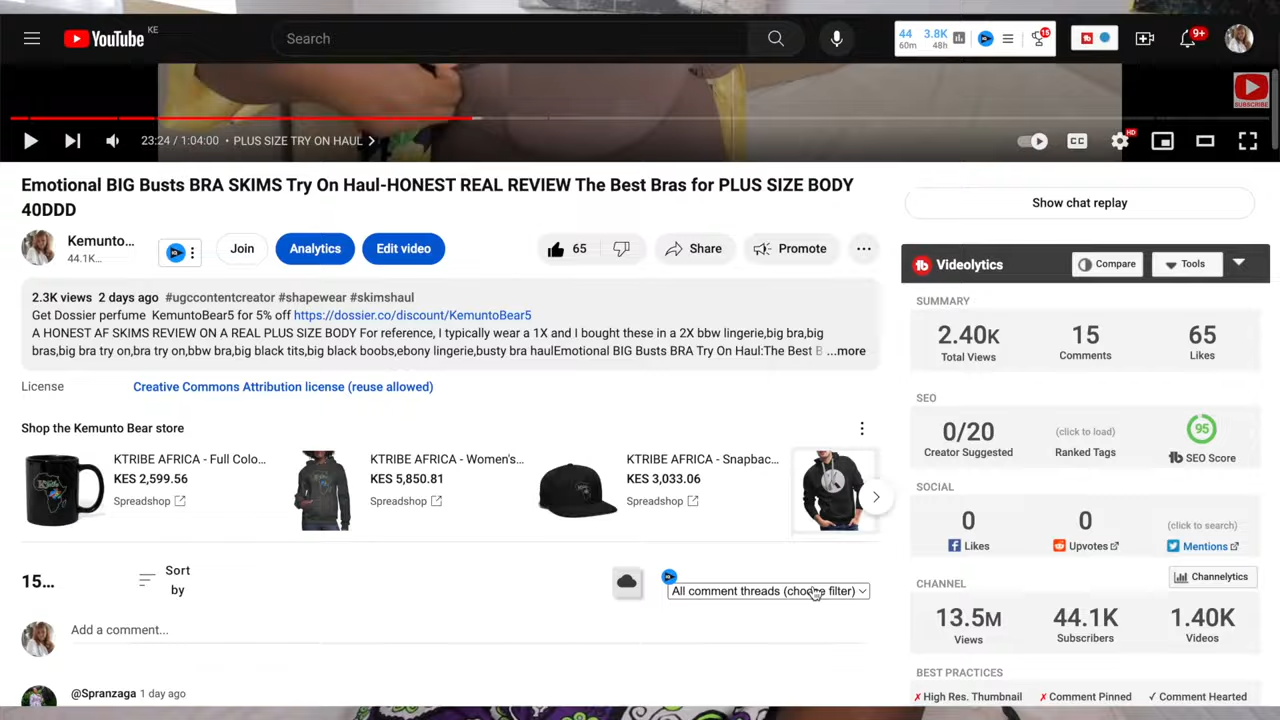 YouTube KE
Search
44 3.8K
60m 48h
15
9+
SUBSCRIBE
23:24 / 1:04:00 • PLUS SIZE TRY ON HAUL
CC
HD
Emotional BIG Busts BRA SKIMS Try On Haul-HONEST REAL REVIEW The Best Bras for PLUS SIZE BODY
40DDD
Show chat replay
Kemunto...
44.1K...
Join
Analytics
Edit video
65
Share
Promote
...
2.3K views 2 days ago #ugccontentcreator #shapewear #skimshaul
Get Dossier perfume KemuntoBear5 for 5% off https://dossier.co/discount/KemuntoBear5
A HONEST AF SKIMS REVIEW ON A REAL PLUS SIZE BODY For reference, I typically wear a 1X and I bought these in a 2X bbw lingerie,big bra,big
bras,big bra try on,bra try on,bbw bra,big black tits,big black boobs,ebony lingerie,busty bra haulEmotional BIG Busts BRA Try On Haul:The Best B ...more
License
Creative Commons Attribution license (reuse allowed)
Shop the Kemunto Bear store
KTRIBE AFRICA - Full Colo...
KES 2,599.56
Spreadshop
KTRIBE AFRICA - Women's...
KES 5,850.81
Spreadshop
KTRIBE AFRICA - Snapbac...
KES 3,033.06
Spreadshop
15...
Sort
by
All comment threads (choose filter)
Add a comment...
@Spranzaga 1 day ago
tb Videolytics
Compare
Tools
SUMMARY
2.40K 15 65
Total Views Comments Likes
SEO
0/20 (click to load) 95
Creator Suggested Ranked Tags tb SEO Score
SOCIAL
0 0 (click to search)
Likes Upvotes Mentions
CHANNEL
Channelytics
13.5M 44.1K 1.40K
Views Subscribers Videos
BEST PRACTICES
✗ High Res. Thumbnail ✗ Comment Pinned ✓ Comment Hearted